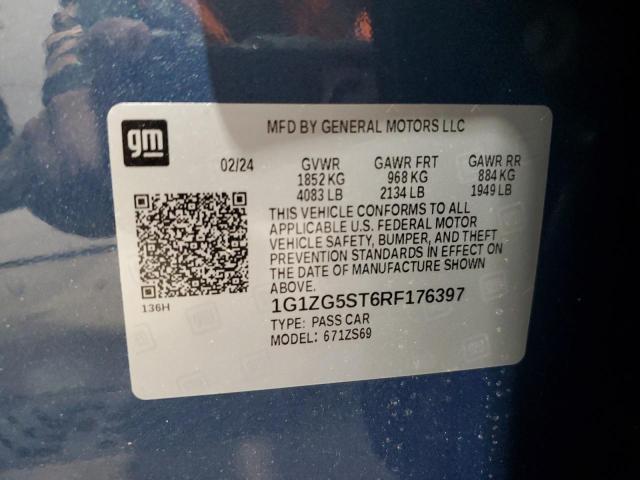 gm
MFD BY GENERAL MOTORS LLC
02/24 GVWR GAWR FRT GAWR RR
1852 KG 968 KG 884 KG
4083 LB 2134 LB 1949 LB
THIS VEHICLE CONFORMS TO ALL
APPLICABLE U.S. FEDERAL MOTOR
VEHICLE SAFETY, BUMPER, AND THEFT
PREVENTION STANDARDS IN EFFECT ON
THE DATE OF MANUFACTURE SHOWN
ABOVE.
136H
1G1ZG5ST6RF176397
TYPE: PASS CAR
MODEL: 671ZS69